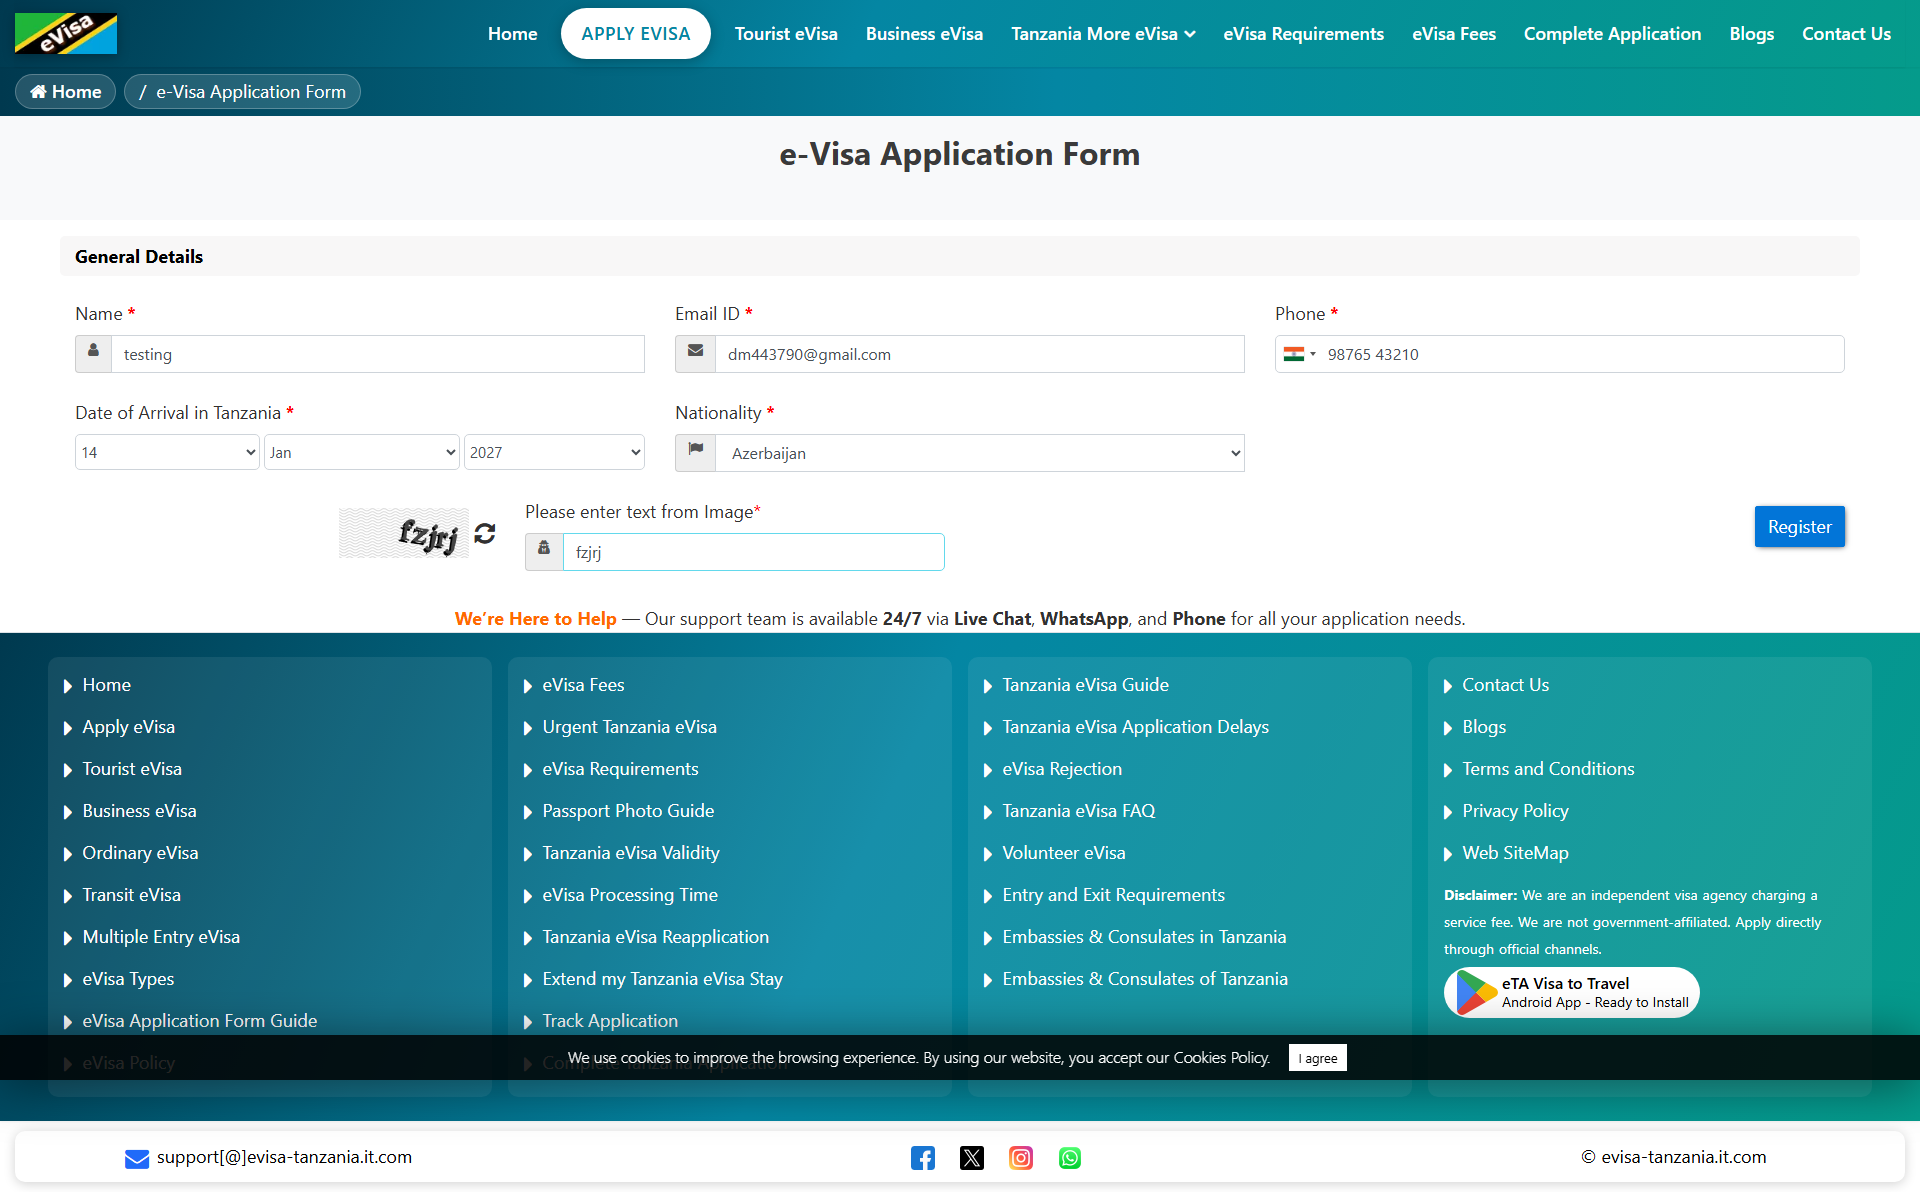 eVisa
Home
APPLY EVISA
Tourist eVisa
Business eVisa
Tanzania More eVisa
eVisa Requirements
eVisa Fees
Complete Application
Blogs
Contact Us
Home
/ e-Visa Application Form
e-Visa Application Form
General Details
Name *
Email ID *
Phone *
testing
dm443790@gmail.com
98765 43210
Date of Arrival in Tanzania *
Nationality *
14
Jan
2027
Azerbaijan
fzjrj
Please enter text from Image*
fzjrj
Register
We're Here to Help — Our support team is available 24/7 via Live Chat, WhatsApp, and Phone for all your application needs.
Home
Apply eVisa
Tourist eVisa
Business eVisa
Ordinary eVisa
Transit eVisa
Multiple Entry eVisa
eVisa Types
eVisa Application Form Guide
eVisa Policy
eVisa Fees
Urgent Tanzania eVisa
eVisa Requirements
Passport Photo Guide
Tanzania eVisa Validity
eVisa Processing Time
Tanzania eVisa Reapplication
Extend my Tanzania eVisa Stay
Track Application
Complete Tanzania Application
Tanzania eVisa Guide
Tanzania eVisa Application Delays
eVisa Rejection
Tanzania eVisa FAQ
Volunteer eVisa
Entry and Exit Requirements
Embassies & Consulates in Tanzania
Embassies & Consulates of Tanzania
Contact Us
Blogs
Terms and Conditions
Privacy Policy
Web SiteMap
Disclaimer: We are an independent visa agency charging a
service fee. We are not government-affiliated. Apply directly
through official channels.
eTA Visa to Travel
Android App - Ready to Install
We use cookies to improve the browsing experience. By using our website, you accept our Cookies Policy.
I agree
support[@]evisa-tanzania.it.com
© evisa-tanzania.it.com